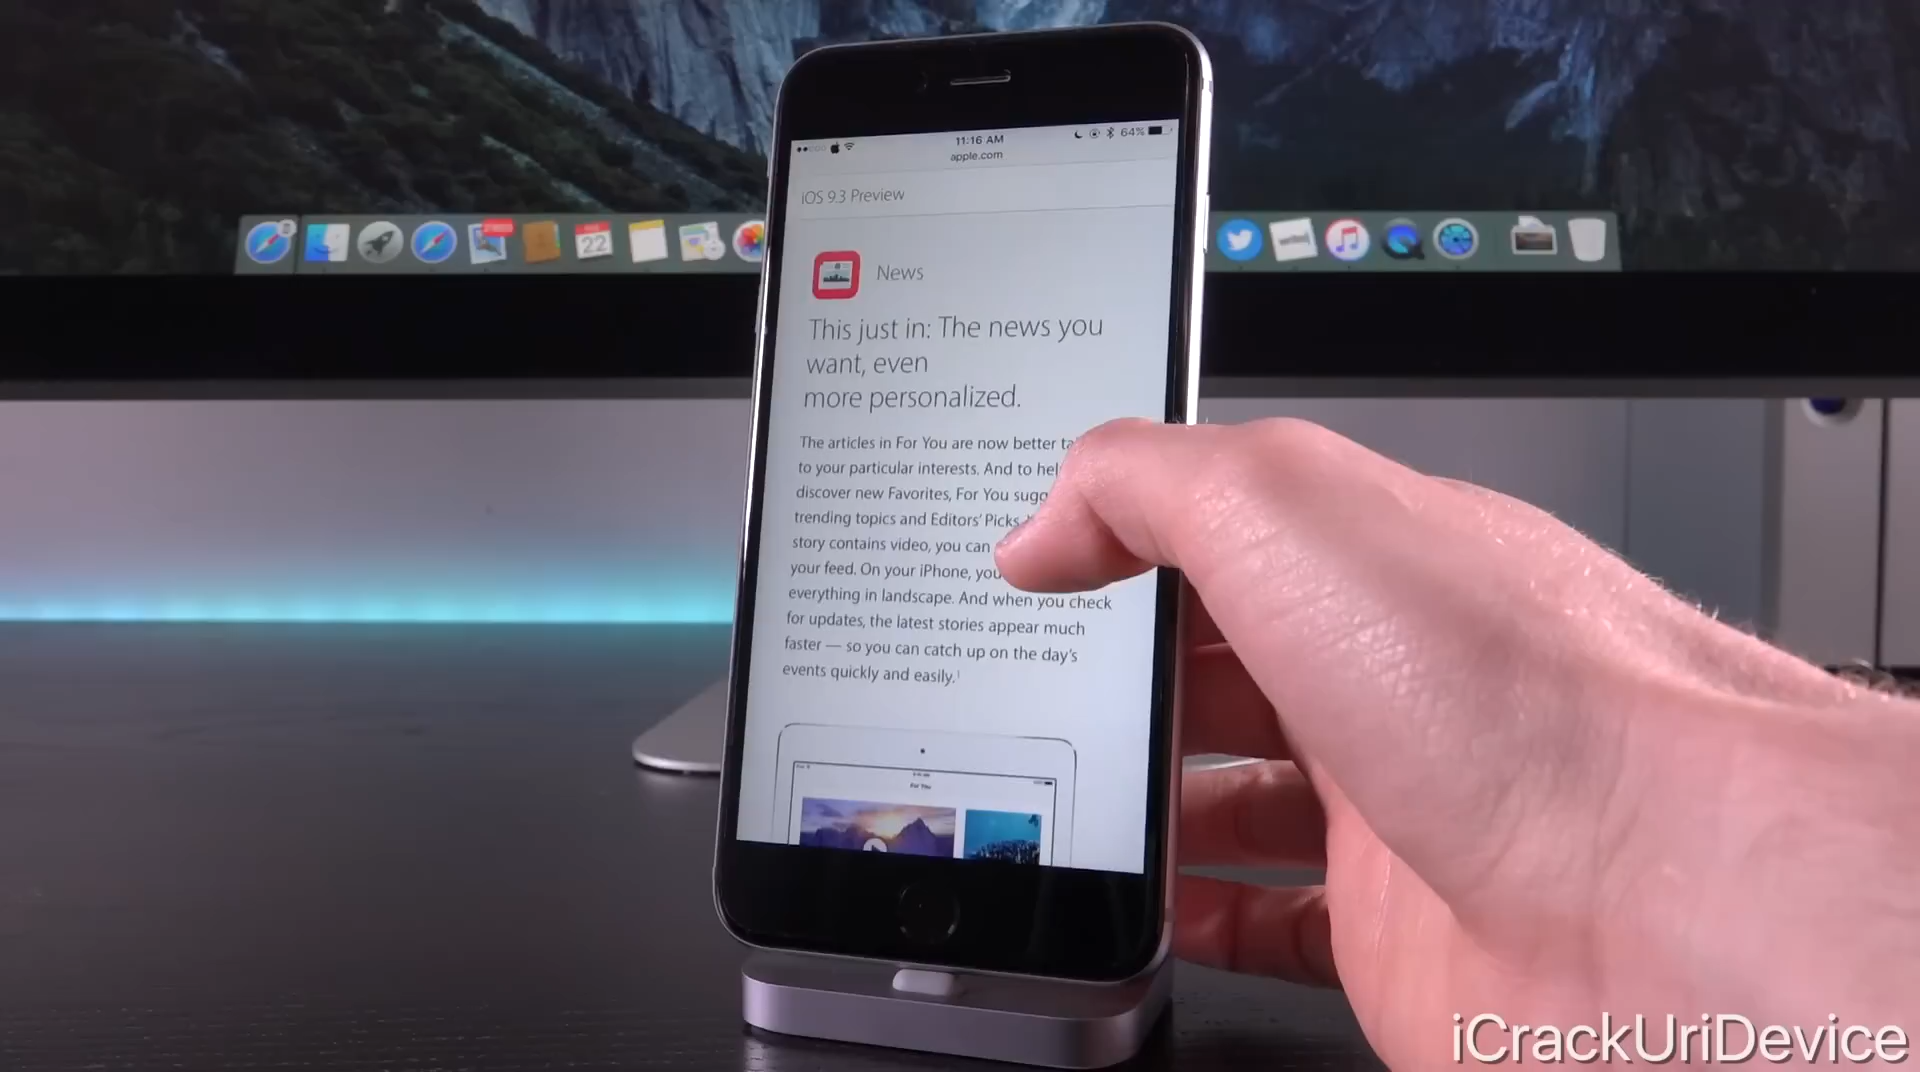 11:16 AM
64%
apple.com
iOS 9.3 Preview
22
News
This just in: The news you
want, even
more personalized.
The articles in For You are now better
to your particular interests. And to
discover new Favorites, For You
trending topics and Editors’ Picks
story contains video, you can
your feed. On your iPhone, you
everything in landscape. And when you check
for updates, the latest stories appear much
faster — so you can catch up on the day’s
events quickly and easily.¹
For You
iCrackUriDevice